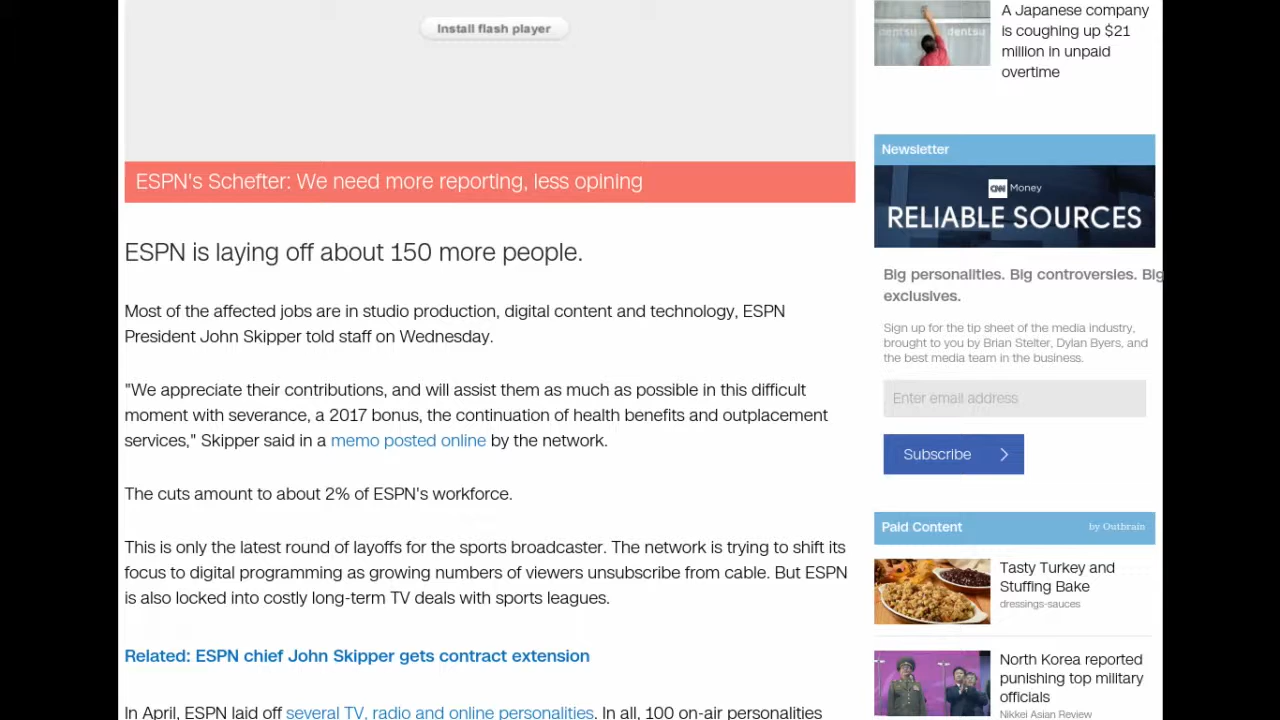 Install flash player
ESPN's Schefter: We need more reporting, less opining
ESPN is laying off about 150 more people.
Most of the affected jobs are in studio production, digital content and technology, ESPN
President John Skipper told staff on Wednesday.
"We appreciate their contributions, and will assist them as much as possible in this difficult
moment with severance, a 2017 bonus, the continuation of health benefits and outplacement
services," Skipper said in a memo posted online by the network.
The cuts amount to about 2% of ESPN's workforce.
This is only the latest round of layoffs for the sports broadcaster. The network is trying to shift its
focus to digital programming as growing numbers of viewers unsubscribe from cable. But ESPN
is also locked into costly long-term TV deals with sports leagues.
Related: ESPN chief John Skipper gets contract extension
In April, ESPN laid off several TV, radio and online personalities. In all, 100 on-air personalities
dentsu dentsu
A Japanese company
is coughing up $21
million in unpaid
overtime
Newsletter
CNN Money
RELIABLE SOURCES
Big personalities. Big controversies. Big
exclusives.
Sign up for the tip sheet of the media industry,
brought to you by Brian Stelter, Dylan Byers, and
the best media team in the business.
Enter email address
Subscribe
Paid Content by Outbrain
Tasty Turkey and
Stuffing Bake
dressings-sauces
North Korea reported
punishing top military
officials
Nikkei Asian Review